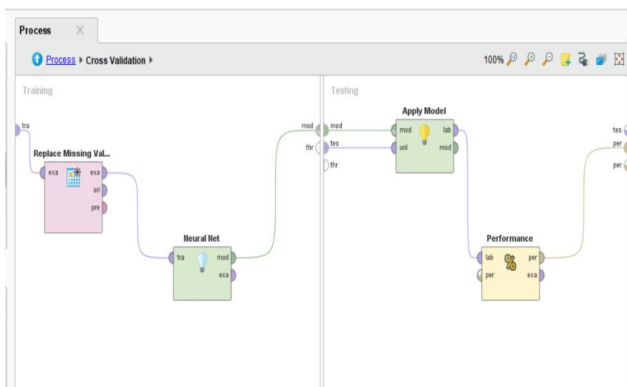 Process
Process ▸ Cross Validation ▸
100%
Training
Testing
tra
Replace Missing Val...
exa exa
ori
pre
Neural Net
tra mod
exa
mod
thr
mod
tes
thr
Apply Model
mod lab
unl mod
Performance
lab per
per exa
tes
per
per